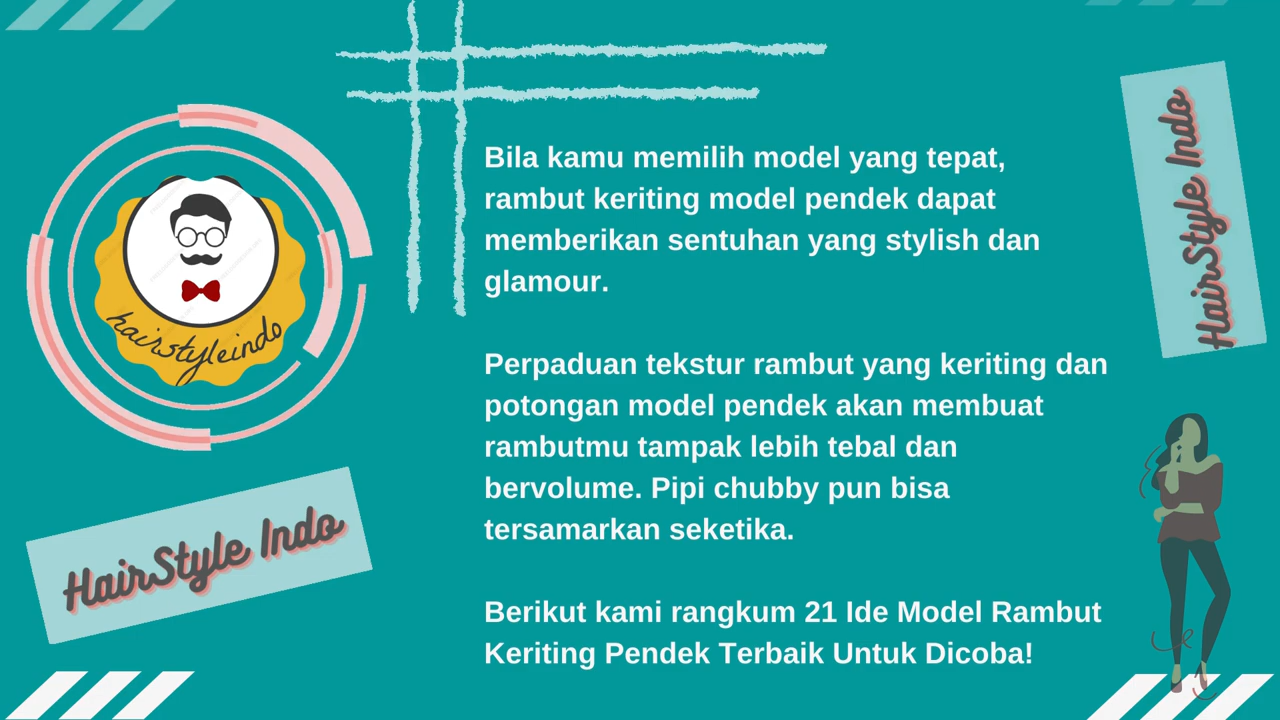 Bila kamu memilih model yang tepat,
rambut keriting model pendek dapat
memberikan sentuhan yang stylish dan
glamour.
Perpaduan tekstur rambut yang keriting dan
potongan model pendek akan membuat
rambutmu tampak lebih tebal dan
bervolume. Pipi chubby pun bisa
tersamarkan seketika.
Berikut kami rangkum 21 Ide Model Rambut
Keriting Pendek Terbaik Untuk Dicoba!
hairstyleindo
HairStyle Indo
HairStyle Indo